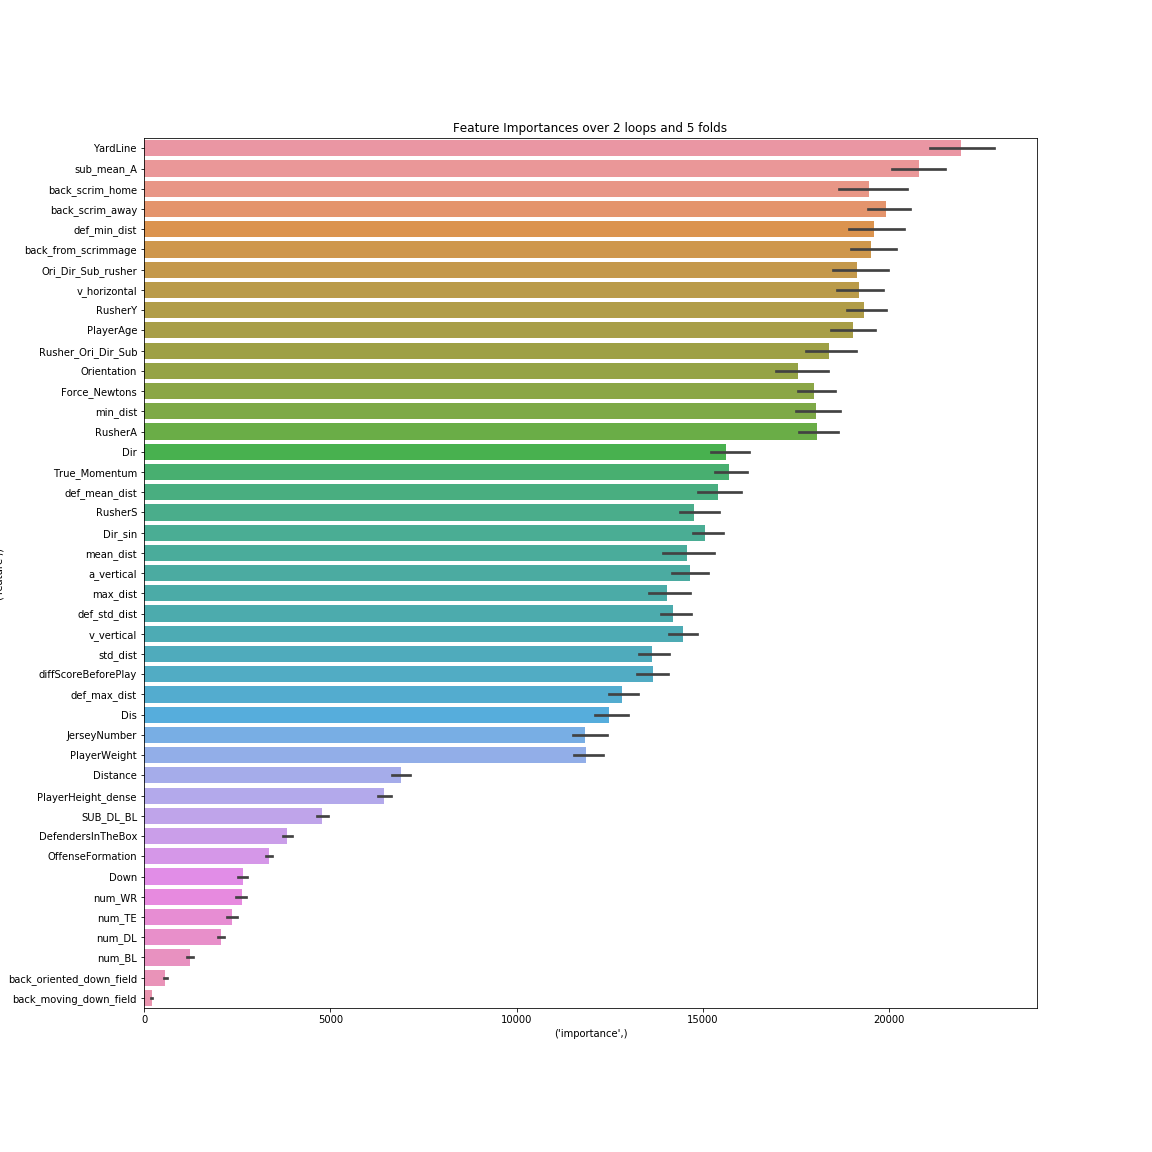 Feature Importances over 2 loops and 5 folds
YardLine
sub_mean_A
back_scrim_home
back_scrim_away
def_min_dist
back_from_scrimmage
Ori_Dir_Sub_rusher
v_horizontal
RusherY
PlayerAge
Rusher_Ori_Dir_Sub
Orientation
Force_Newtons
min_dist
RusherA
Dir
True_Momentum
def_mean_dist
RusherS
Dir_sin
mean_dist
a_vertical
max_dist
def_std_dist
v_vertical
std_dist
diffScoreBeforePlay
def_max_dist
Dis
JerseyNumber
PlayerWeight
Distance
PlayerHeight_dense
SUB_DL_BL
DefendersInTheBox
OffenseFormation
Down
num_WR
num_TE
num_DL
num_BL
back_oriented_down_field
back_moving_down_field
0 5000 10000 15000 20000
('importance',)